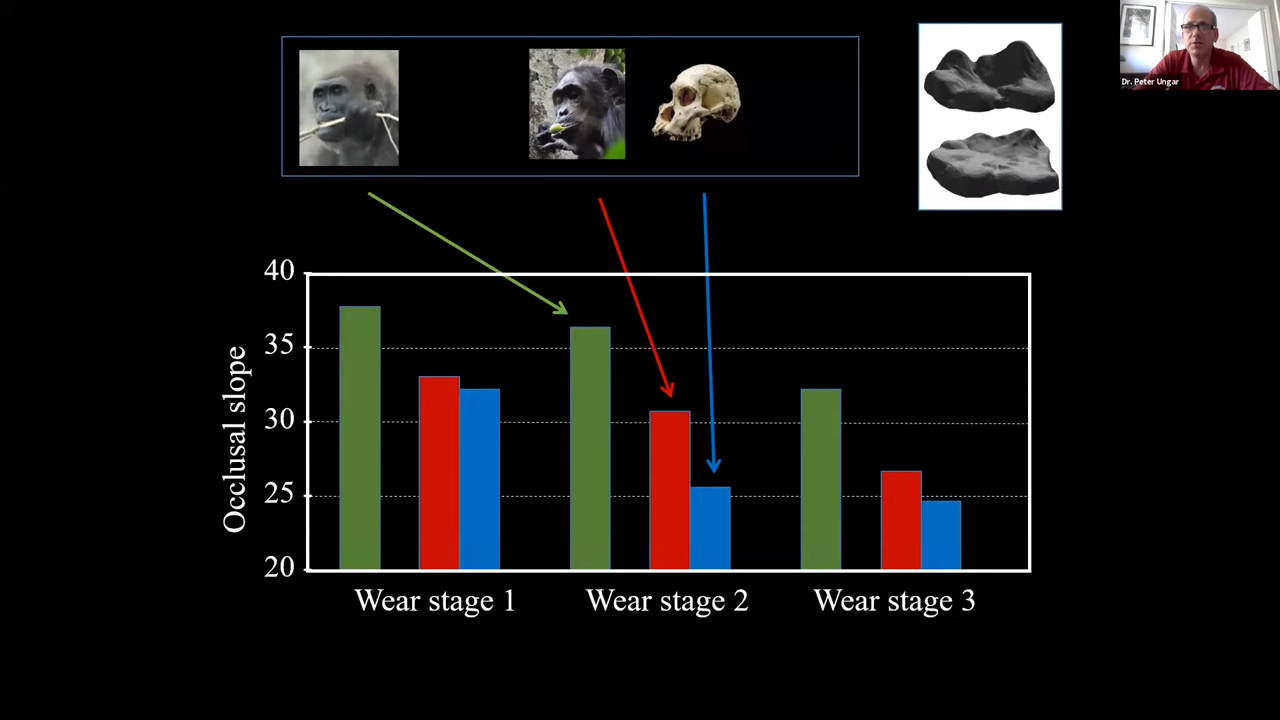 Dr. Peter Ungar
40
35
30
25
20
Occlusal slope
Wear stage 1
Wear stage 2
Wear stage 3